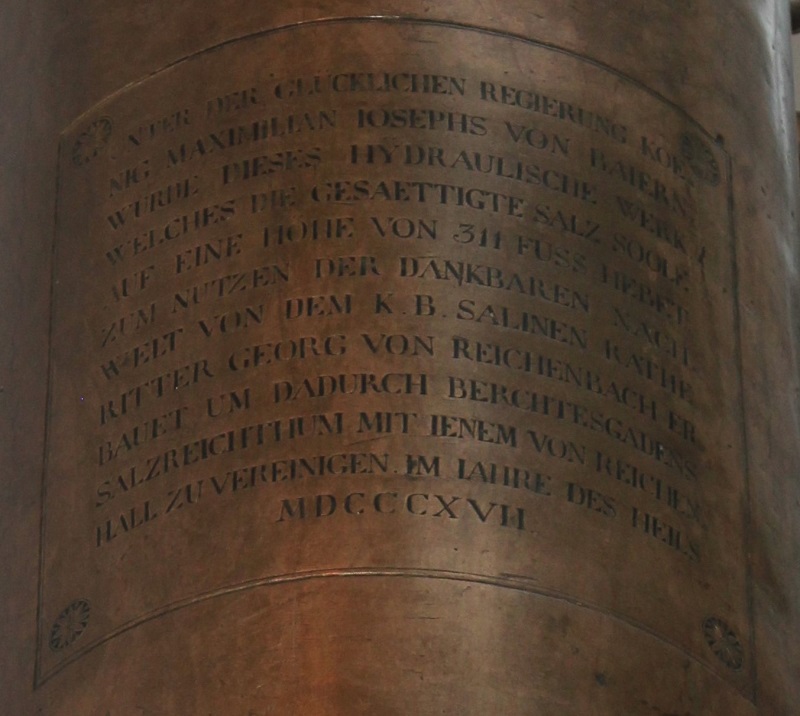 UNTER DER GLÜCKLICHEN REGIERUNG KOE
NIG MAXIMILIAN IOSEPHS VON BAIERN
WURDE DIESES HYDRAULISCHE WERK
WELCHES DIE GESAETTIGTE SALZ SOOLE
AUF EINE HÖHE VON 311 FUSS HEBET
ZUM NUTZEN DER DANKBAREN NACH
WELT VON DEM K. B. SALINEN RATHE
RITTER GEORG VON REICHENBACH ER
BAUET UM DADURCH BERCHTESGADENS
SALZREICHTHUM MIT IENEM VON REICHEN
HALL ZU VEREINIGEN. IM IAHRE DES HEILS
MDCCCXVII